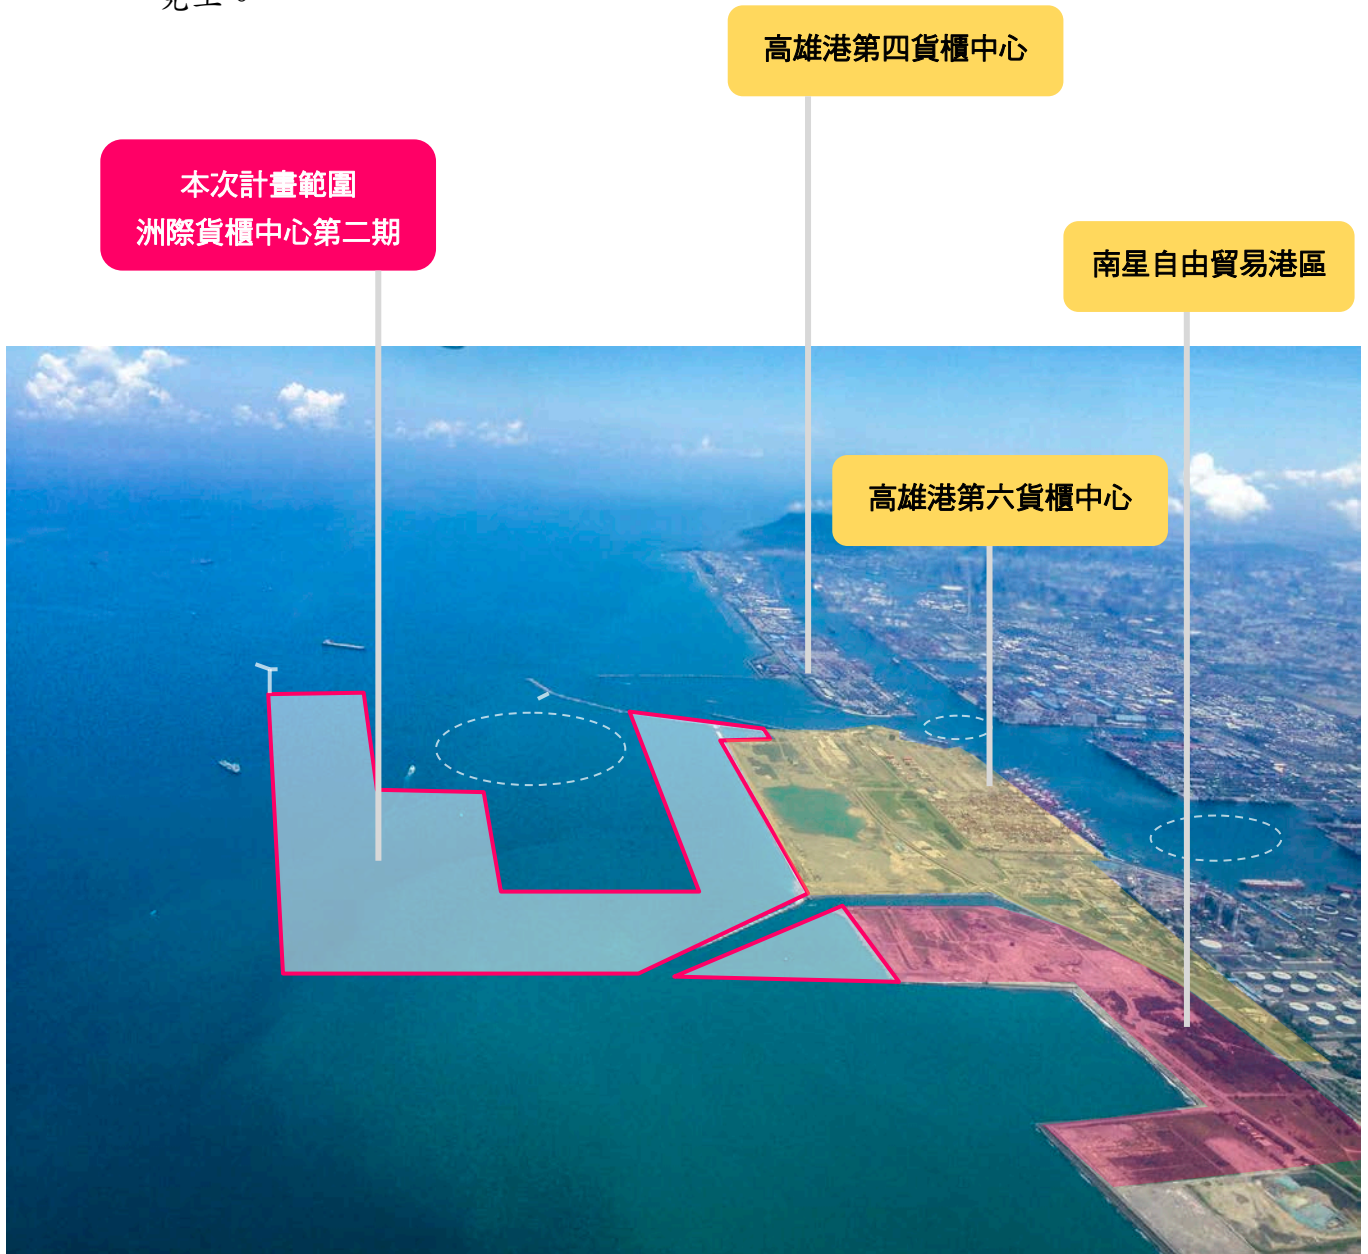 完工。
高雄港第四貨櫃中心
本次計畫範圍
洲際貨櫃中心第二期
南星自由貿易港區
高雄港第六貨櫃中心